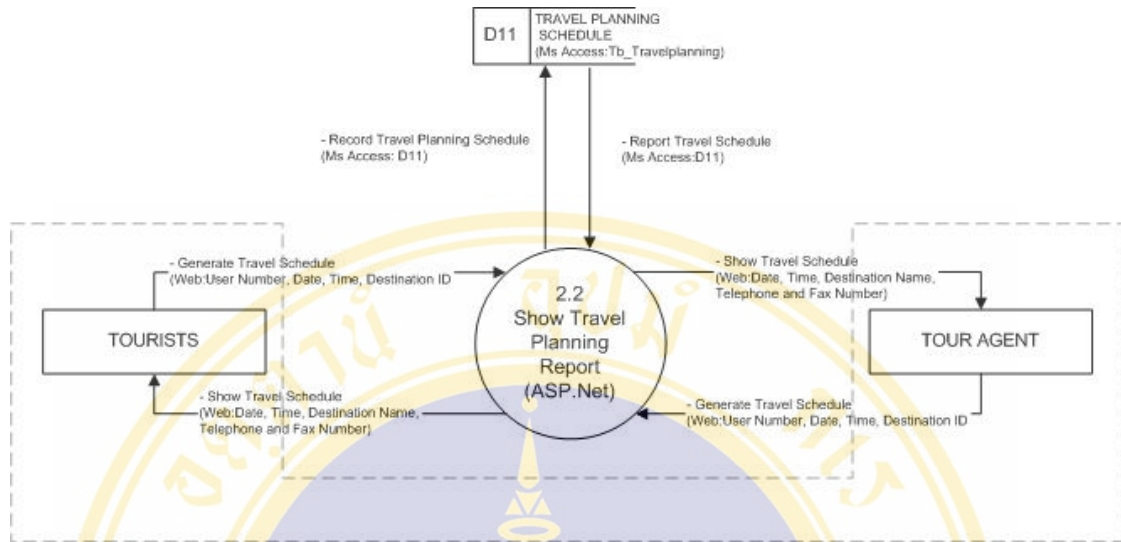 D11
TRAVEL PLANNING
SCHEDULE
(Ms Access:Tb_Travelplanning)
- Record Travel Planning Schedule
(Ms Access: D11)
- Report Travel Schedule
(Ms Access:D11)
- Generate Travel Schedule
(Web:User Number, Date, Time, Destination ID
- Show Travel Schedule
(Web:Date, Time, Destination Name,
Telephone and Fax Number)
TOURISTS
2.2
Show Travel
Planning
Report
(ASP.Net)
TOUR AGENT
- Show Travel Schedule
(Web:Date, Time, Destination Name,
Telephone and Fax Number)
- Generate Travel Schedule
(Web:User Number, Date, Time, Destination ID